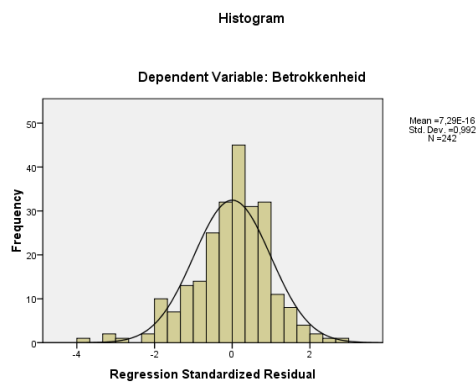 Histogram
Dependent Variable: Betrokkenheid
Mean =7,29E-16
Std. Dev. =0,992
N =242
50
40
30
20
10
0
Frequency
-4 -2 0 2
Regression Standardized Residual